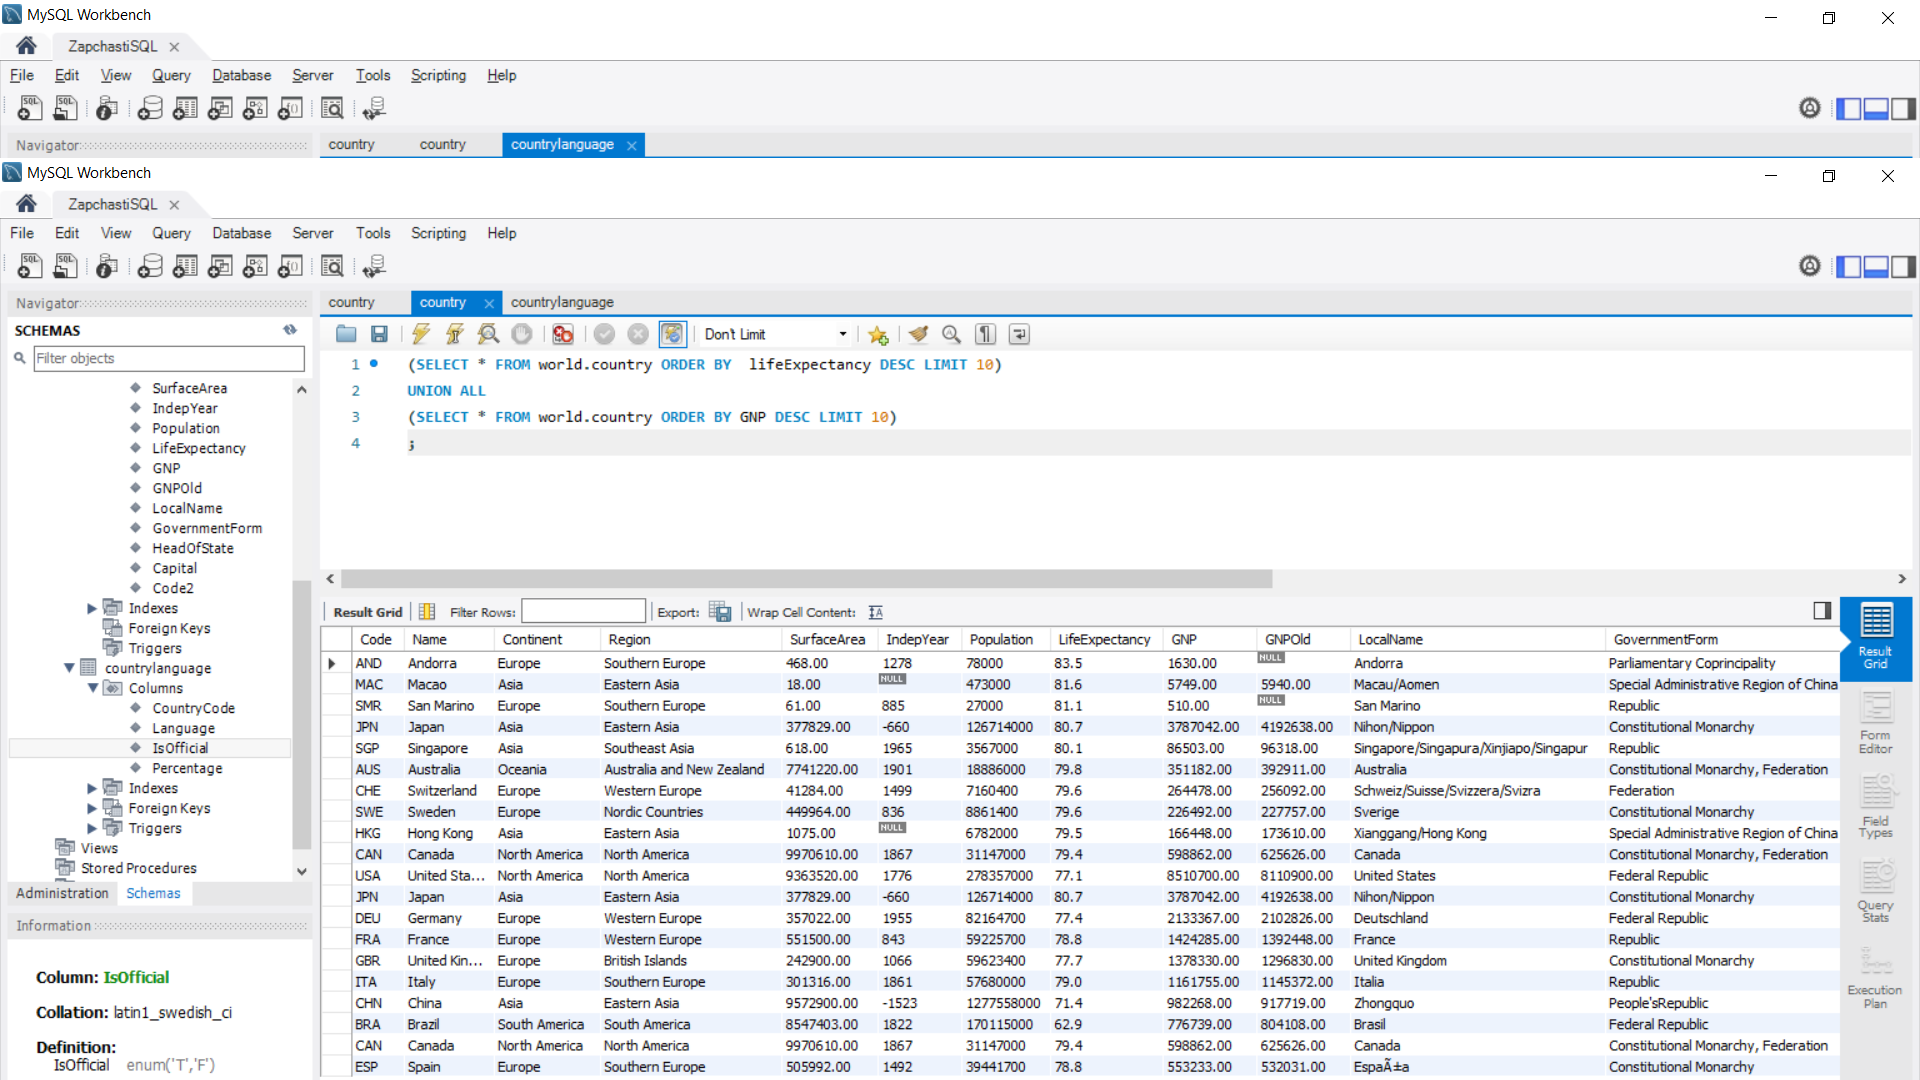 MySQL Workbench
ZapchastiSQL
File Edit View Query Database Server Tools Scripting Help
Navigator
country country countrylanguage
MySQL Workbench
ZapchastiSQL
File Edit View Query Database Server Tools Scripting Help
Navigator
country country countrylanguage
SCHEMAS
Filter objects
SurfaceArea
IndepYear
Population
LifeExpectancy
GNP
GNPOld
LocalName
GovernmentForm
HeadOfState
Capital
Code2
Indexes
Foreign Keys
Triggers
countrylanguage
Columns
CountryCode
Language
IsOfficial
Percentage
Indexes
Foreign Keys
Triggers
Views
Stored Procedures
Administration Schemas
Information
Column: IsOfficial
Collation: latin1_swedish_ci
Definition:
IsOfficial enum('T','F')
Don't Limit
1 (SELECT * FROM world.country ORDER BY lifeExpectancy DESC LIMIT 10)
2 UNION ALL
3 (SELECT * FROM world.country ORDER BY GNP DESC LIMIT 10)
4 ;
Result Grid Filter Rows: Export: Wrap Cell Content:
Code Name Continent Region SurfaceArea IndepYear Population LifeExpectancy GNP GNPOld LocalName GovernmentForm
AND Andorra Europe Southern Europe 468.00 1278 78000 83.5 1630.00 NULL Andorra Parliamentary Coprincipality
MAC Macao Asia Eastern Asia 18.00 NULL 473000 81.6 5749.00 5940.00 Macau/Aomen Special Administrative Region of China
SMR San Marino Europe Southern Europe 61.00 885 27000 81.1 510.00 NULL San Marino Republic
JPN Japan Asia Eastern Asia 377829.00 -660 126714000 80.7 3787042.00 4192638.00 Nihon/Nippon Constitutional Monarchy
SGP Singapore Asia Southeast Asia 618.00 1965 3567000 80.1 86503.00 96318.00 Singapore/Singapura/Xinjiapo/Singapur Republic
AUS Australia Oceania Australia and New Zealand 7741220.00 1901 18886000 79.8 351182.00 392911.00 Australia Constitutional Monarchy, Federation
CHE Switzerland Europe Western Europe 41284.00 1499 7160400 79.6 264478.00 256092.00 Schweiz/Suisse/Svizzera/Svizra Federation
SWE Sweden Europe Nordic Countries 449964.00 836 8861400 79.6 226492.00 227757.00 Sverige Constitutional Monarchy
HKG Hong Kong Asia Eastern Asia 1075.00 NULL 6782000 79.5 166448.00 173610.00 Xianggang/Hong Kong Special Administrative Region of China
CAN Canada North America North America 9970610.00 1867 31147000 79.4 598862.00 625626.00 Canada Constitutional Monarchy, Federation
USA United Sta... North America North America 9363520.00 1776 278357000 77.1 8510700.00 8110900.00 United States Federal Republic
JPN Japan Asia Eastern Asia 377829.00 -660 126714000 80.7 3787042.00 4192638.00 Nihon/Nippon Constitutional Monarchy
DEU Germany Europe Western Europe 357022.00 1955 82164700 77.4 2133367.00 2102826.00 Deutschland Federal Republic
FRA France Europe Western Europe 551500.00 843 59225700 78.8 1424285.00 1392448.00 France Republic
GBR United Kin... Europe British Islands 242900.00 1066 59623400 77.7 1378330.00 1296830.00 United Kingdom Constitutional Monarchy
ITA Italy Europe Southern Europe 301316.00 1861 57680000 79.0 1161755.00 1145372.00 Italia Republic
CHN China Asia Eastern Asia 9572900.00 -1523 1277558000 71.4 982268.00 917719.00 Zhongquo People'sRepublic
BRA Brazil South America South America 8547403.00 1822 170115000 62.9 776739.00 804108.00 Brasil Federal Republic
CAN Canada North America North America 9970610.00 1867 31147000 79.4 598862.00 625626.00 Canada Constitutional Monarchy, Federation
ESP Spain Europe Southern Europe 505992.00 1492 39441700 78.8 553233.00 532031.00 EspaÃ±a Constitutional Monarchy
Result
Grid
Form
Editor
Field
Types
Query
Stats
Execution
Plan